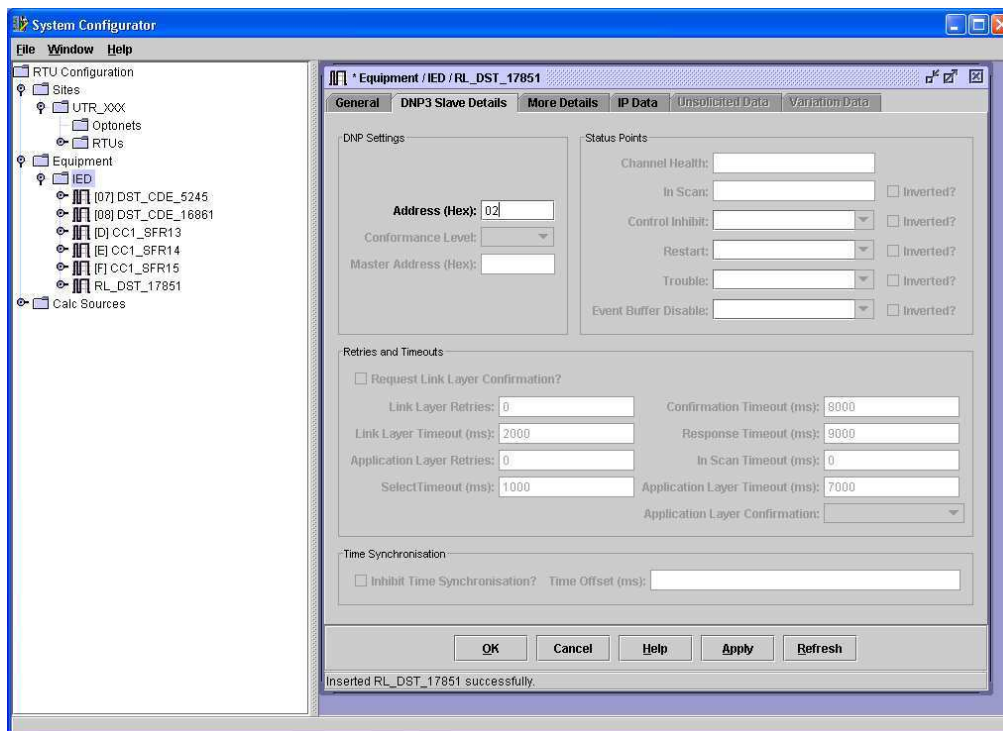 System Configurator
File Window Help
RTU Configuration
Sites
UTR_XXX
Optonets
RTUs
Equipment
IED
[07] DST_CDE_5245
[08] DST_CDE_16861
[D] CC1_SFR13
[E] CC1_SFR14
[F] CC1_SFR15
RL_DST_17851
Calc Sources
* Equipment / IED / RL_DST_17851
General DNP3 Slave Details More Details IP Data Unsolicited Data Variation Data
DNP Settings
Address (Hex): 02
Conformance Level:
Master Address (Hex):
Status Points
Channel Health:
In Scan: Inverted?
Control Inhibit: Inverted?
Restart: Inverted?
Trouble: Inverted?
Event Buffer Disable: Inverted?
Retries and Timeouts
Request Link Layer Confirmation?
Link Layer Retries: 0 Confirmation Timeout (ms): 8000
Link Layer Timeout (ms): 2000 Response Timeout (ms): 9000
Application Layer Retries: 0 In Scan Timeout (ms): 0
SelectTimeout (ms): 1000 Application Layer Timeout (ms): 7000
Application Layer Confirmation:
Time Synchronisation
Inhibit Time Synchronisation? Time Offset (ms):
OK Cancel Help Apply Refresh
Inserted RL_DST_17851 successfully.